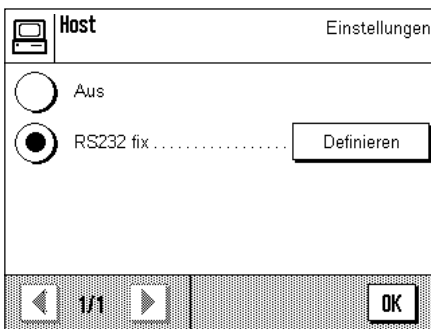 Host Einstellungen
Aus
RS232 fix ................. Definieren
1/1 OK